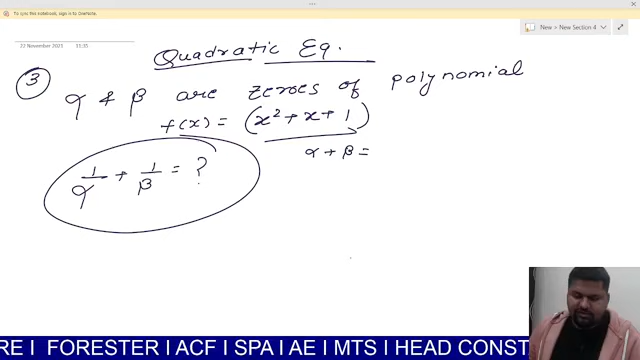 To sync this notebook, sign in to OneNote.
New > New Section 4
22 November 2021 11:35
Quadratic Eq.
③ α & β are zeroes of polynomial
f(x) = (x² + x + 1)
α + β =
1/α + 1/β = ?
RE I FORESTER I ACF I SPA I AE I MTS I HEAD CONST